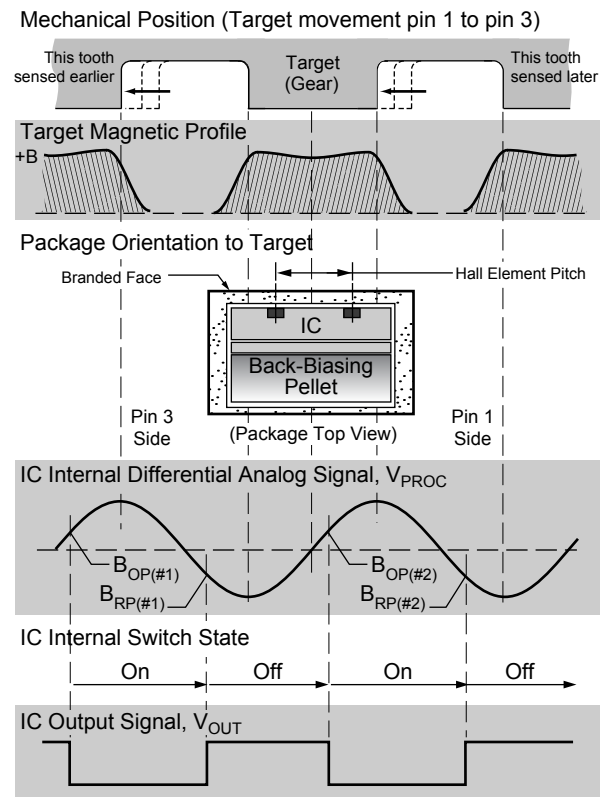 Mechanical Position (Target movement pin 1 to pin 3)
This tooth
sensed earlier
Target
(Gear)
This tooth
sensed later
Target Magnetic Profile
+B
Package Orientation to Target
Branded Face
Hall Element Pitch
IC
Back-Biasing
Pellet
Pin 3
Side
(Package Top View)
Pin 1
Side
IC Internal Differential Analog Signal, VPROC
BOP(#1)
BRP(#1)
BOP(#2)
BRP(#2)
IC Internal Switch State
On Off On Off
IC Output Signal, VOUT